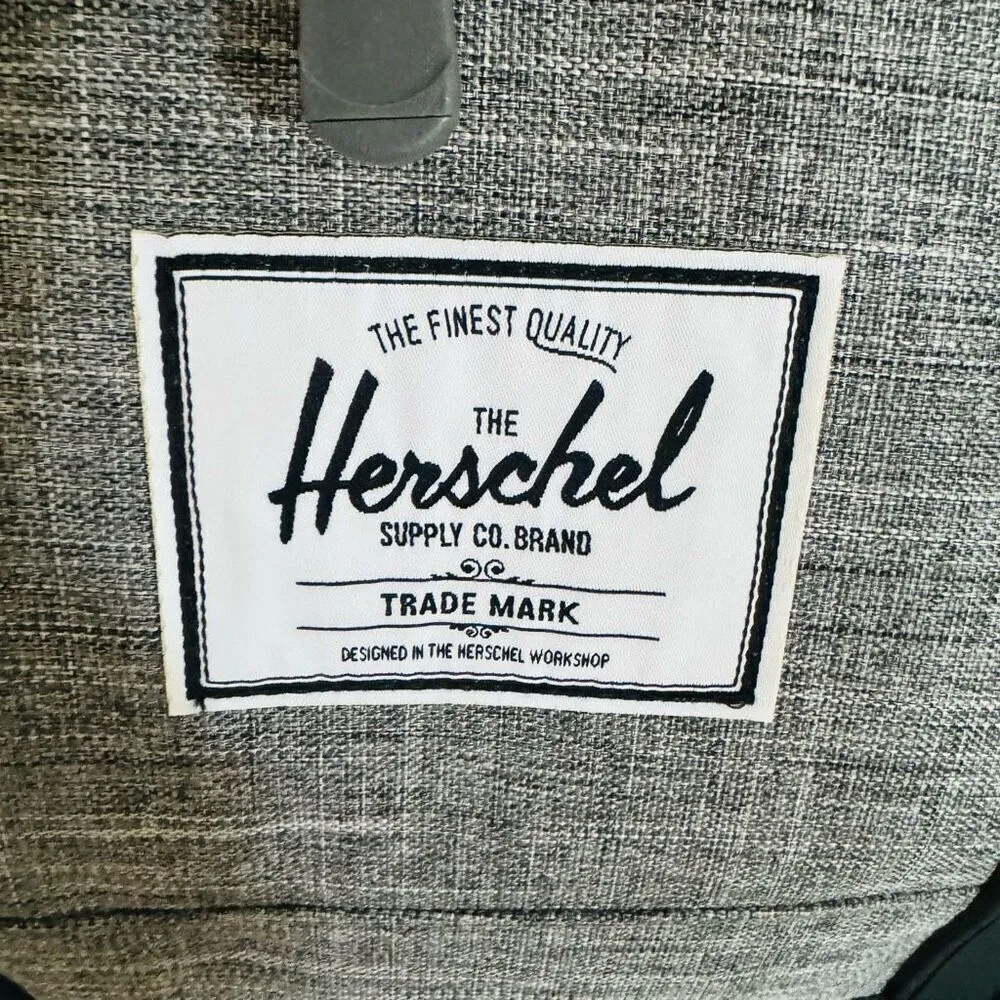 THE FINEST QUALITY
THE
Herschel
SUPPLY CO. BRAND
TRADE MARK
DESIGNED IN THE HERSCHEL WORKSHOP